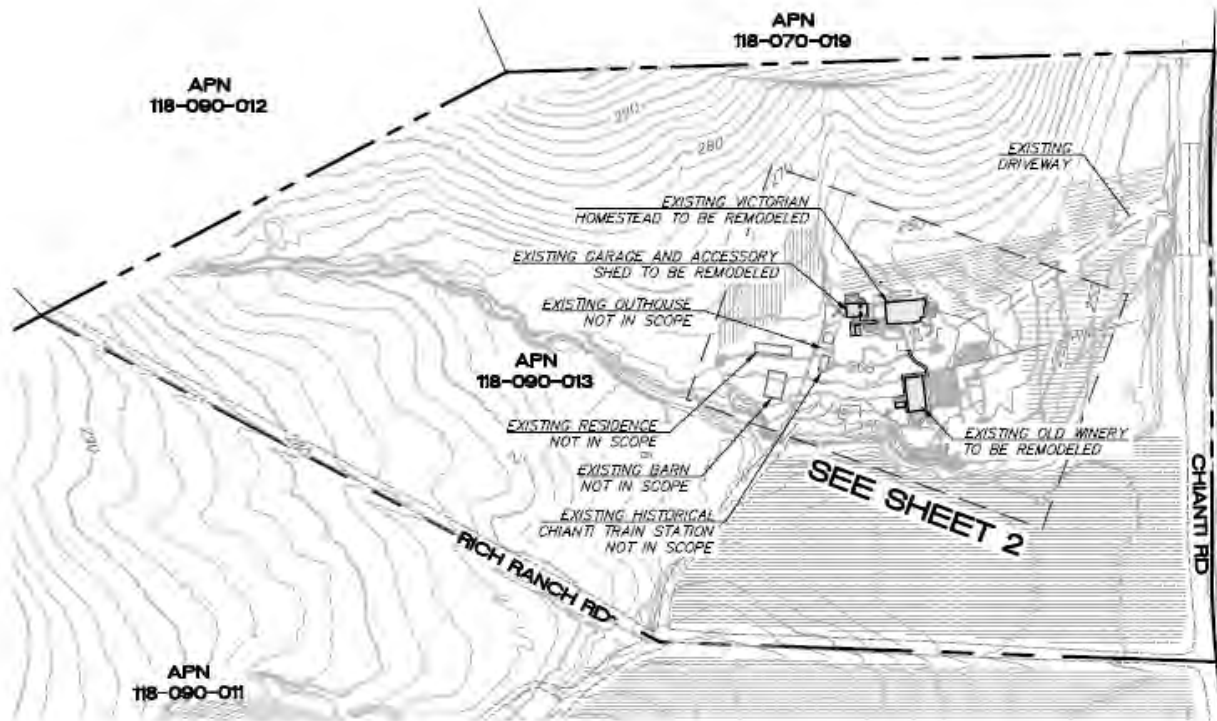 APN
118-070-019
APN
118-090-012
290
280
270
EXISTING
DRIVEWAY
EXISTING VICTORIAN
HOMESTEAD TO BE REMODELED
EXISTING GARAGE AND ACCESSORY
SHED TO BE REMODELED
EXISTING OUTHOUSE
NOT IN SCOPE
APN
118-090-013
EXISTING RESIDENCE
NOT IN SCOPE
EXISTING BARN
NOT IN SCOPE
EXISTING HISTORICAL
CHIANTI TRAIN STATION
NOT IN SCOPE
EXISTING OLD WINERY
TO BE REMODELED
SEE SHEET 2
CHIANTI RD
290
RICH RANCH RD
APN
118-090-011